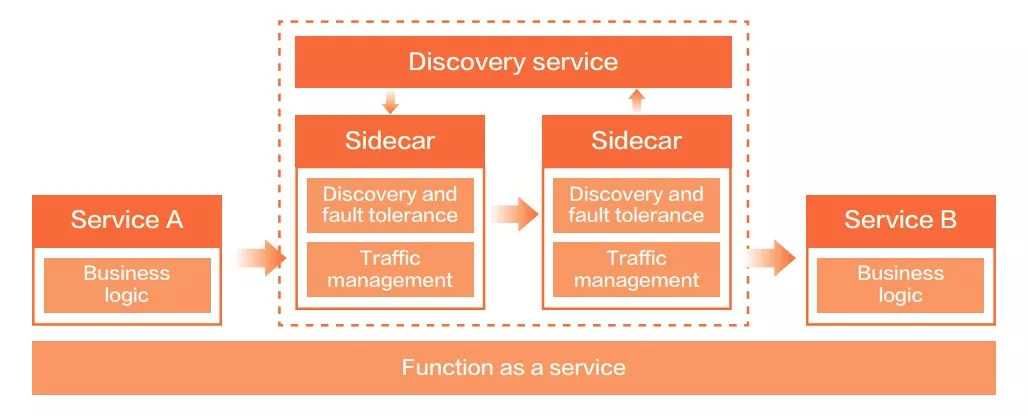 Discovery service
Sidecar
Discovery and
fault tolerance
Traffic
management
Sidecar
Discovery and
fault tolerance
Traffic
management
Service A
Business
logic
Service B
Business
logic
Function as a service